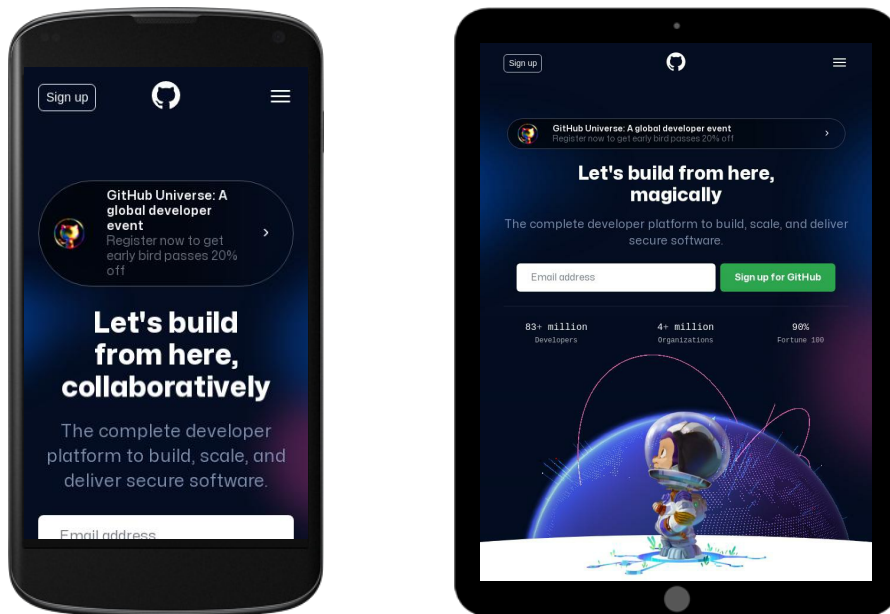 Sign up
GitHub Universe: A
global developer
event
Register now to get
early bird passes 20%
off
Let's build
from here,
collaboratively
The complete developer
platform to build, scale, and
deliver secure software.
Email address
Sign up
GitHub Universe: A global developer event
Register now to get early bird passes 20% off
Let's build from here,
magically
The complete developer platform to build, scale, and deliver
secure software.
Email address Sign up for GitHub
83+ million 4+ million 90%
Developers Organizations Fortune 100